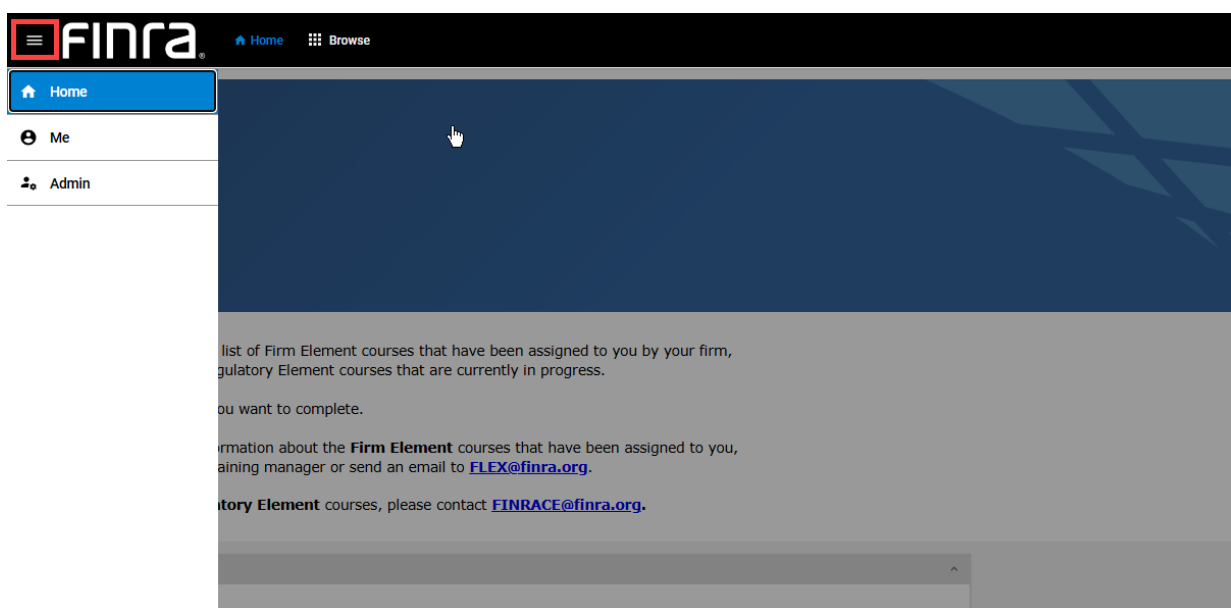 FINRA®
Home
Browse
Home
Me
Admin
list of Firm Element courses that have been assigned to you by your firm,
gulatory Element courses that are currently in progress.
ou want to complete.
rmation about the Firm Element courses that have been assigned to you,
aining manager or send an email to FLEX@finra.org.
tory Element courses, please contact FINRACE@finra.org.